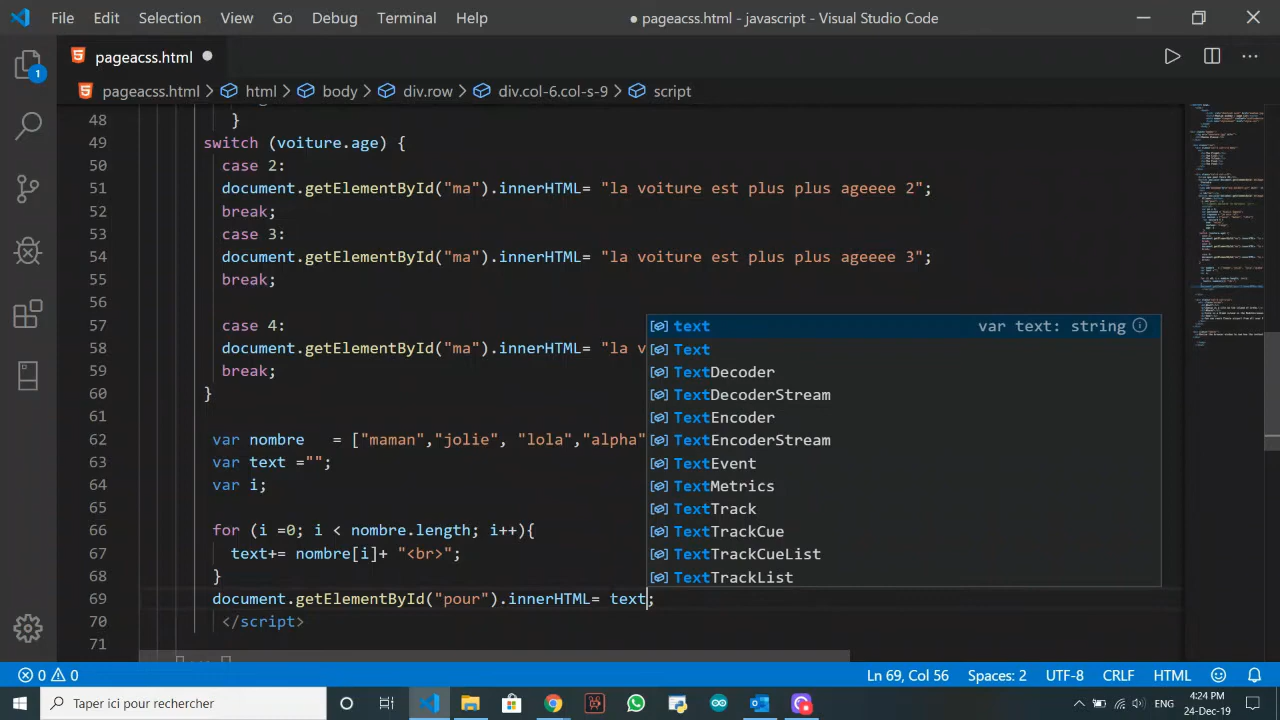 File Edit Selection View Go Debug Terminal Help ● pageacss.html - javascript - Visual Studio Code
pageacss.html ●
pageacss.html > html > body > div.row > div.col-6.col-s-9 > script
48 }
49 switch (voiture.age) {
50 case 2:
51 document.getElementById("ma").innerHTML= "la voiture est plus plus ageeee 2";
52 break;
53 case 3:
54 document.getElementById("ma").innerHTML= "la voiture est plus plus ageeee 3";
55 break;
56
57 case 4:
58 document.getElementById("ma").innerHTML= "la v
59 break;
60 }
61
62 var nombre = ["maman","jolie", "lola","alpha"
63 var text ="";
64 var i;
65
66 for (i =0; i < nombre.length; i++){
67 text+= nombre[i]+ "<br>";
68 }
69 document.getElementById("pour").innerHTML= text;
70 </script>
71
text var text: string
Text
TextDecoder
TextDecoderStream
TextEncoder
TextEncoderStream
TextEvent
TextMetrics
TextTrack
TextTrackCue
TextTrackCueList
TextTrackList
1
0 0 Ln 69, Col 56 Spaces: 2 UTF-8 CRLF HTML
Taper ici pour rechercher
ENG
4:24 PM
24-Dec-19